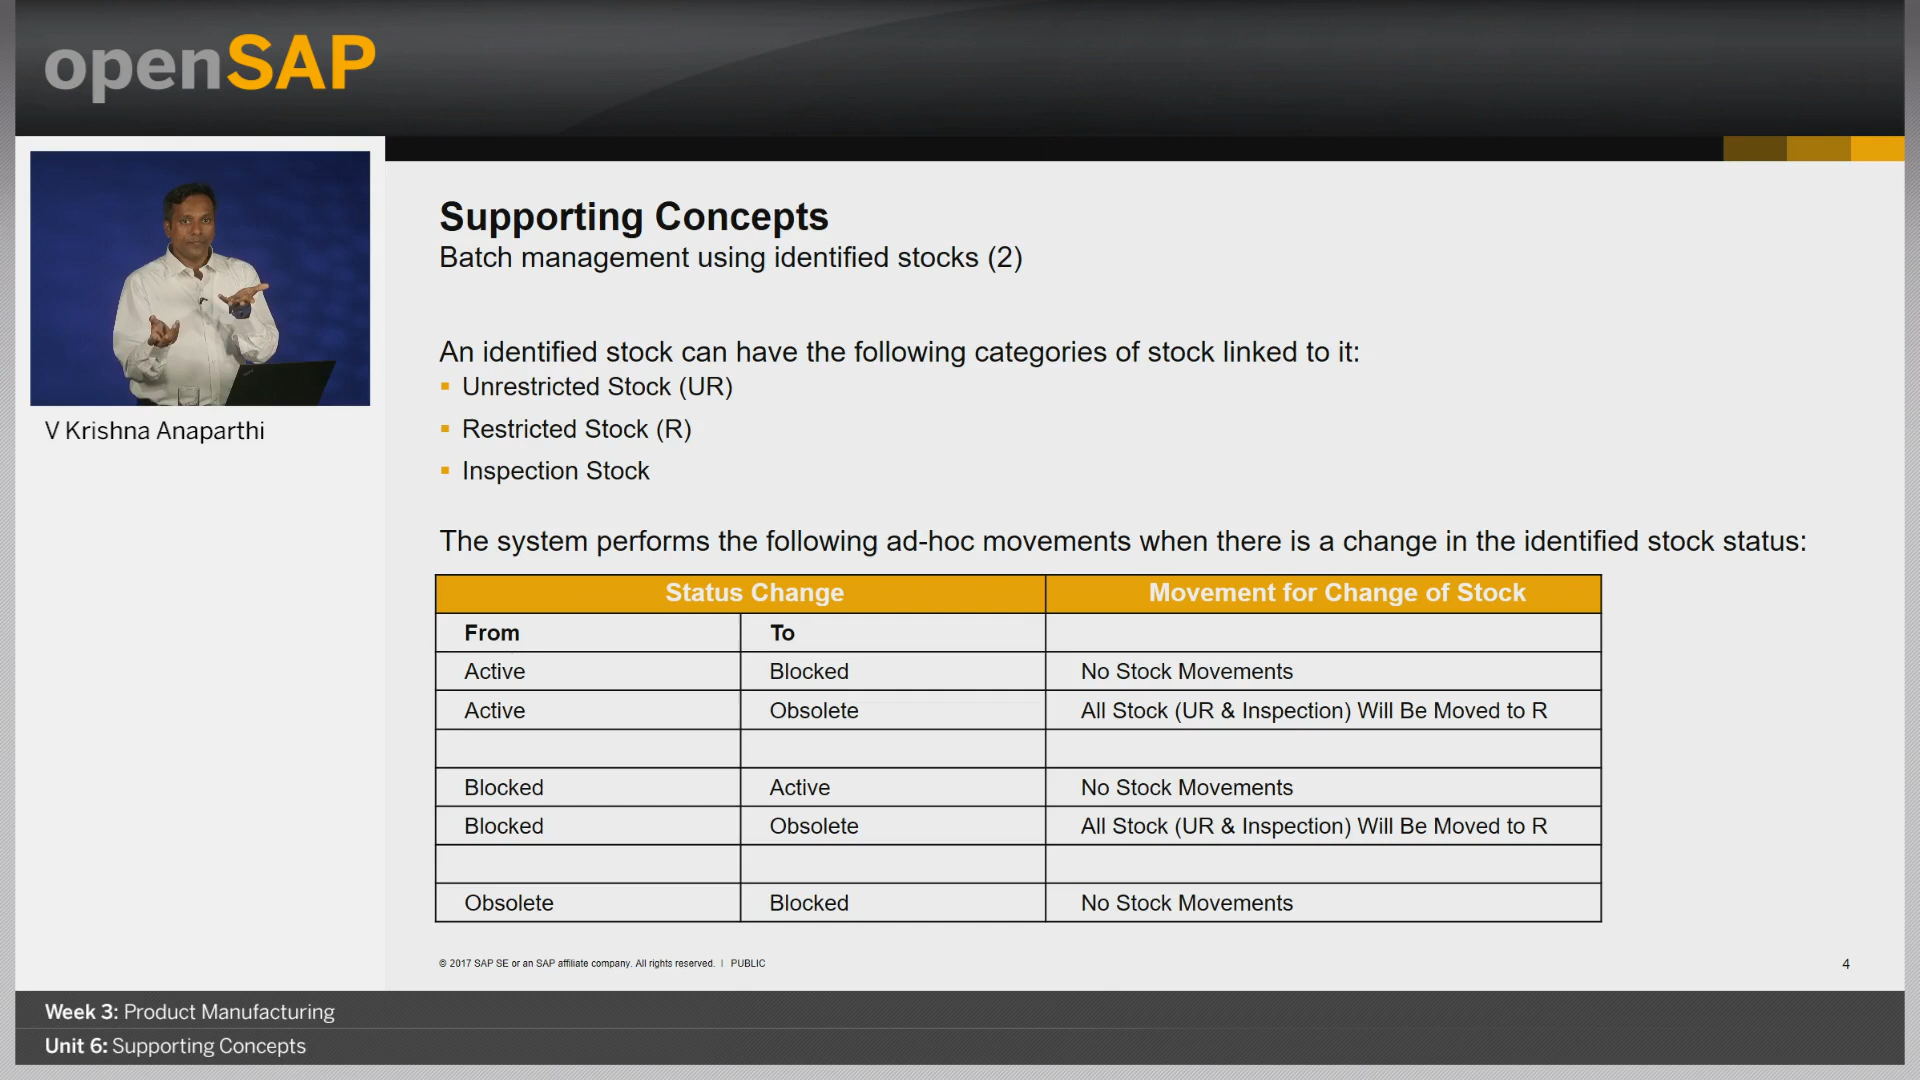 openSAP
V Krishna Anaparthi
Supporting Concepts
Batch management using identified stocks (2)
An identified stock can have the following categories of stock linked to it:
▪ Unrestricted Stock (UR)
▪ Restricted Stock (R)
▪ Inspection Stock
The system performs the following ad-hoc movements when there is a change in the identified stock status:
Status Change Movement for Change of Stock
From To
Active Blocked No Stock Movements
Active Obsolete All Stock (UR & Inspection) Will Be Moved to R
Blocked Active No Stock Movements
Blocked Obsolete All Stock (UR & Inspection) Will Be Moved to R
Obsolete Blocked No Stock Movements
© 2017 SAP SE or an SAP affiliate company. All rights reserved. | PUBLIC 4
Week 3: Product Manufacturing
Unit 6: Supporting Concepts